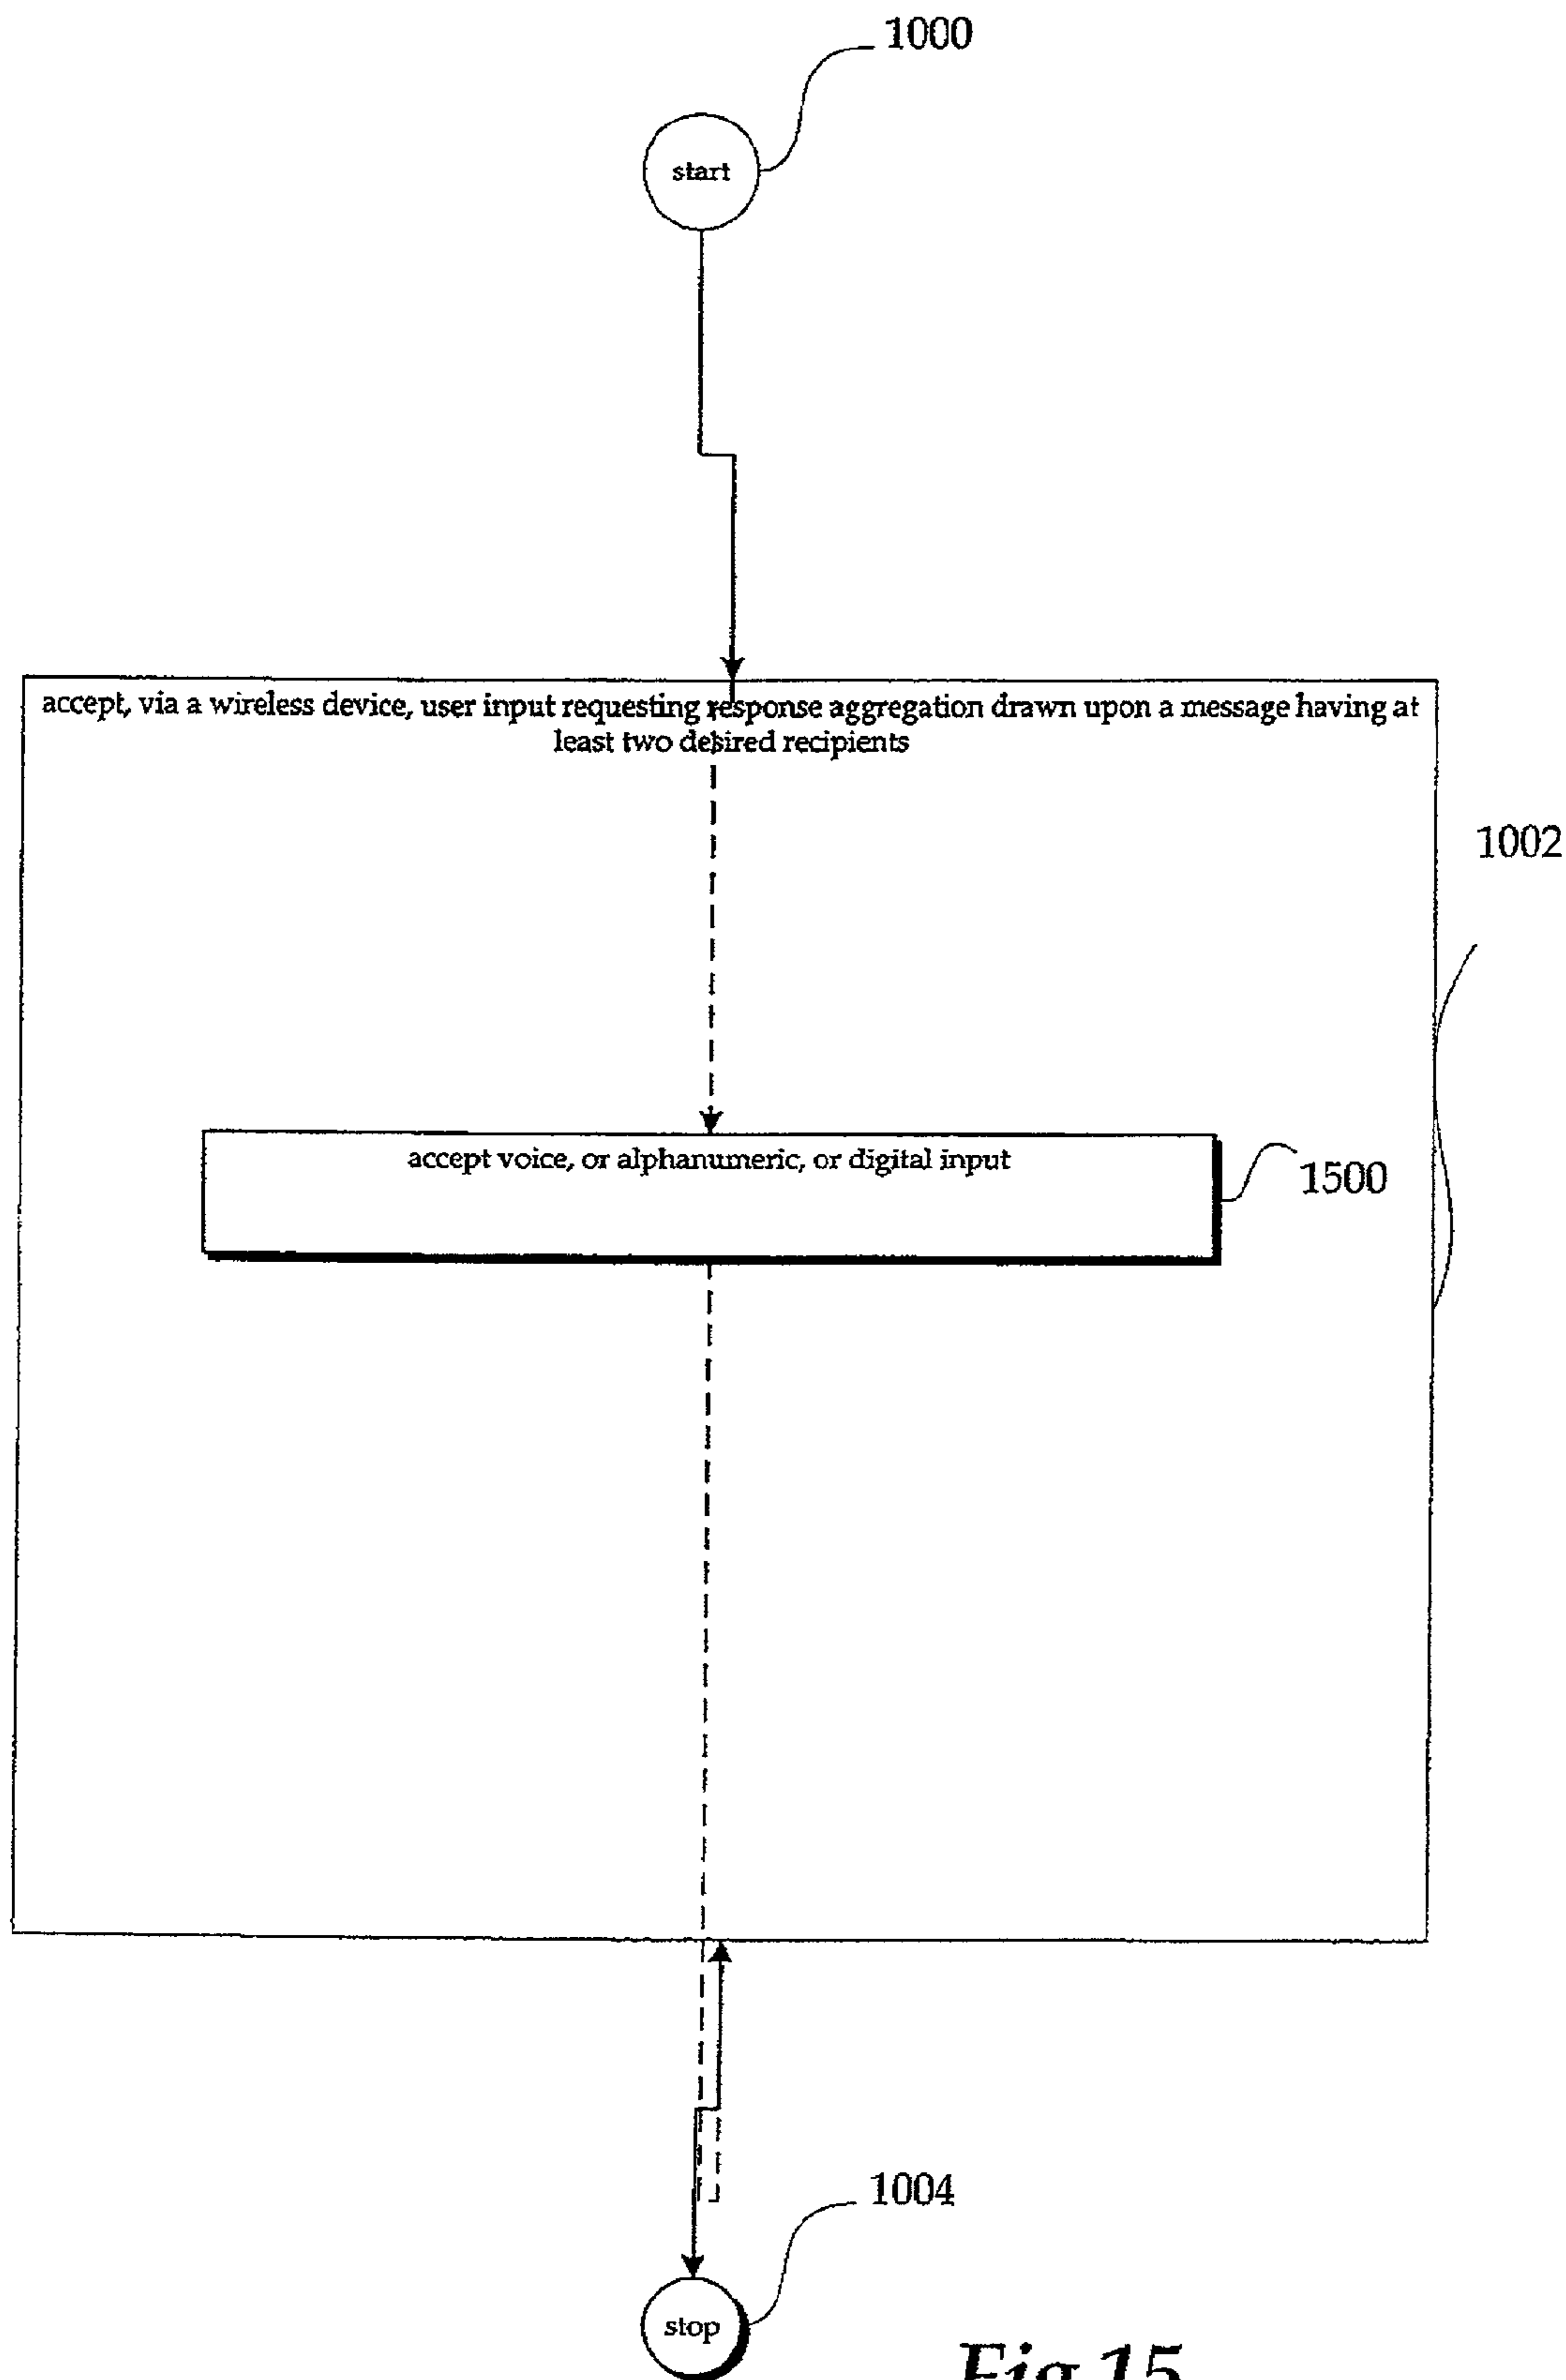 1000
start
accept, via a wireless device, user input requesting response aggregation drawn upon a message having at
least two desired recipients
1002
accept voice, or alphanumeric, or digital input
1500
1004
stop
Fig 15